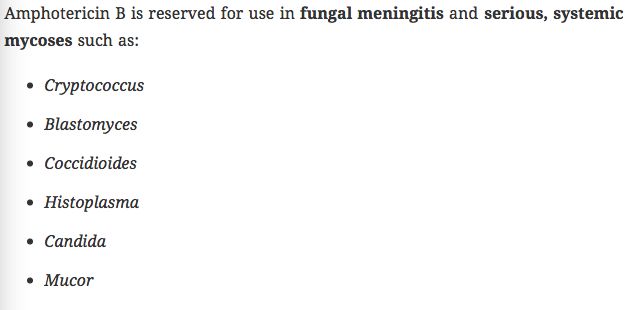 Amphotericin B is reserved for use in fungal meningitis and serious, systemic
mycoses such as:
• Cryptococcus
• Blastomyces
• Coccidioides
• Histoplasma
• Candida
• Mucor